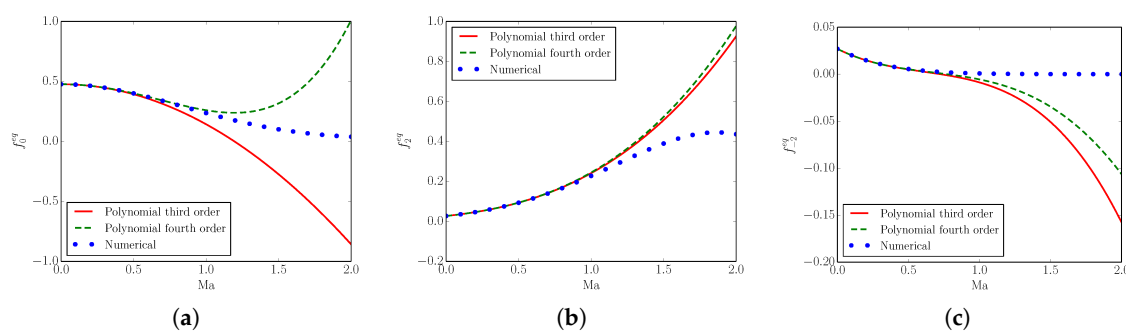 1.0
0.5
0.0
−0.5
−1.0
f_0^{eq}
Polynomial third order
Polynomial fourth order
Numerical
0.0 0.5 1.0 1.5 2.0
Ma
(a)
1.0
0.8
0.6
0.4
0.2
0.0
−0.2
f_2^{eq}
Polynomial third order
Polynomial fourth order
Numerical
0.0 0.5 1.0 1.5 2.0
Ma
(b)
0.05
0.00
−0.05
−0.10
−0.15
−0.20
f_{−2}^{eq}
Polynomial third order
Polynomial fourth order
Numerical
0.0 0.5 1.0 1.5 2.0
Ma
(c)